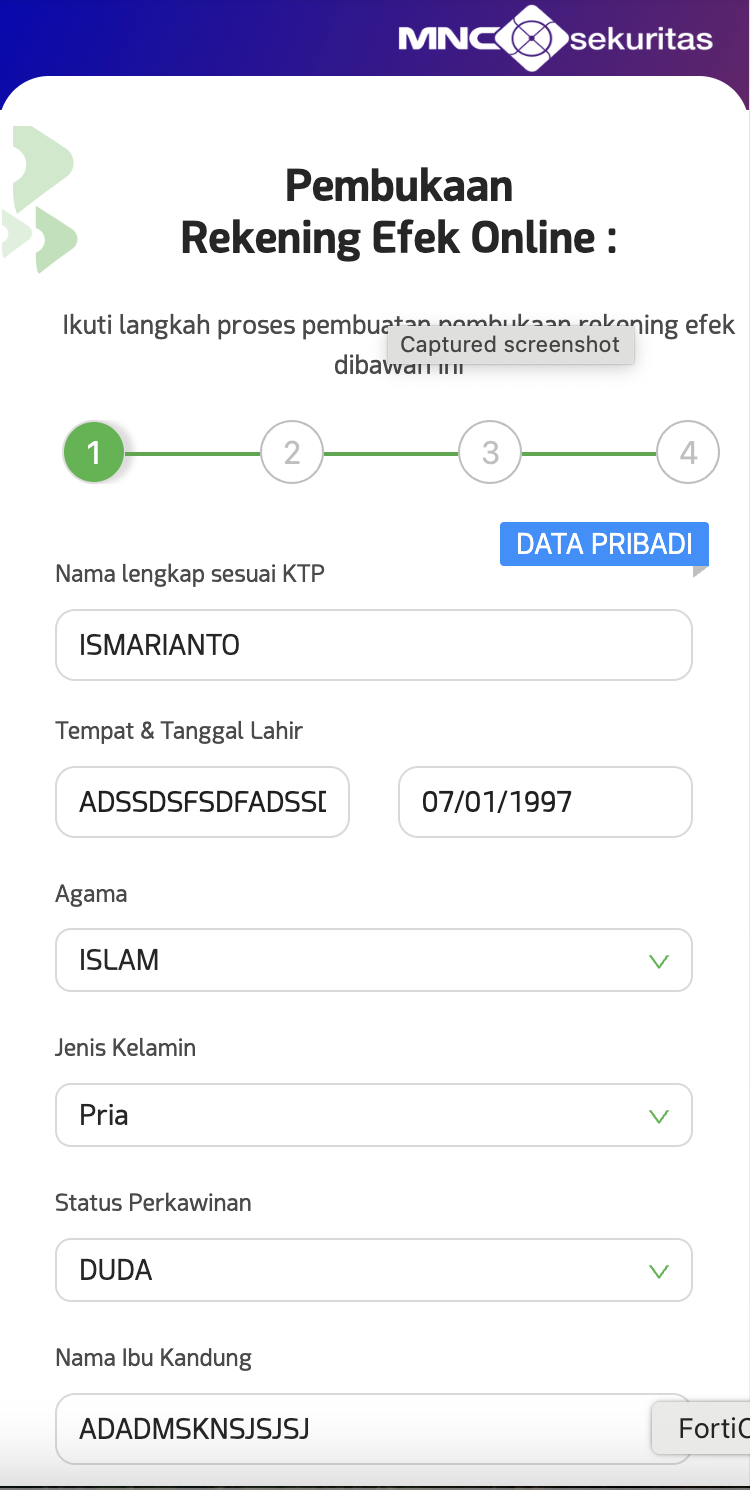 MNC sekuritas
Pembukaan
Rekening Efek Online :
Ikuti langkah proses pembuatan pembukaan rekening efek
Captured screenshot
dibawah ini
1 2 3 4
DATA PRIBADI
Nama lengkap sesuai KTP
ISMARIANTO
Tempat & Tanggal Lahir
ADSSDSFSDFADSSD 07/01/1997
Agama
ISLAM
Jenis Kelamin
Pria
Status Perkawinan
DUDA
Nama Ibu Kandung
ADADMSKNSJSJSJ